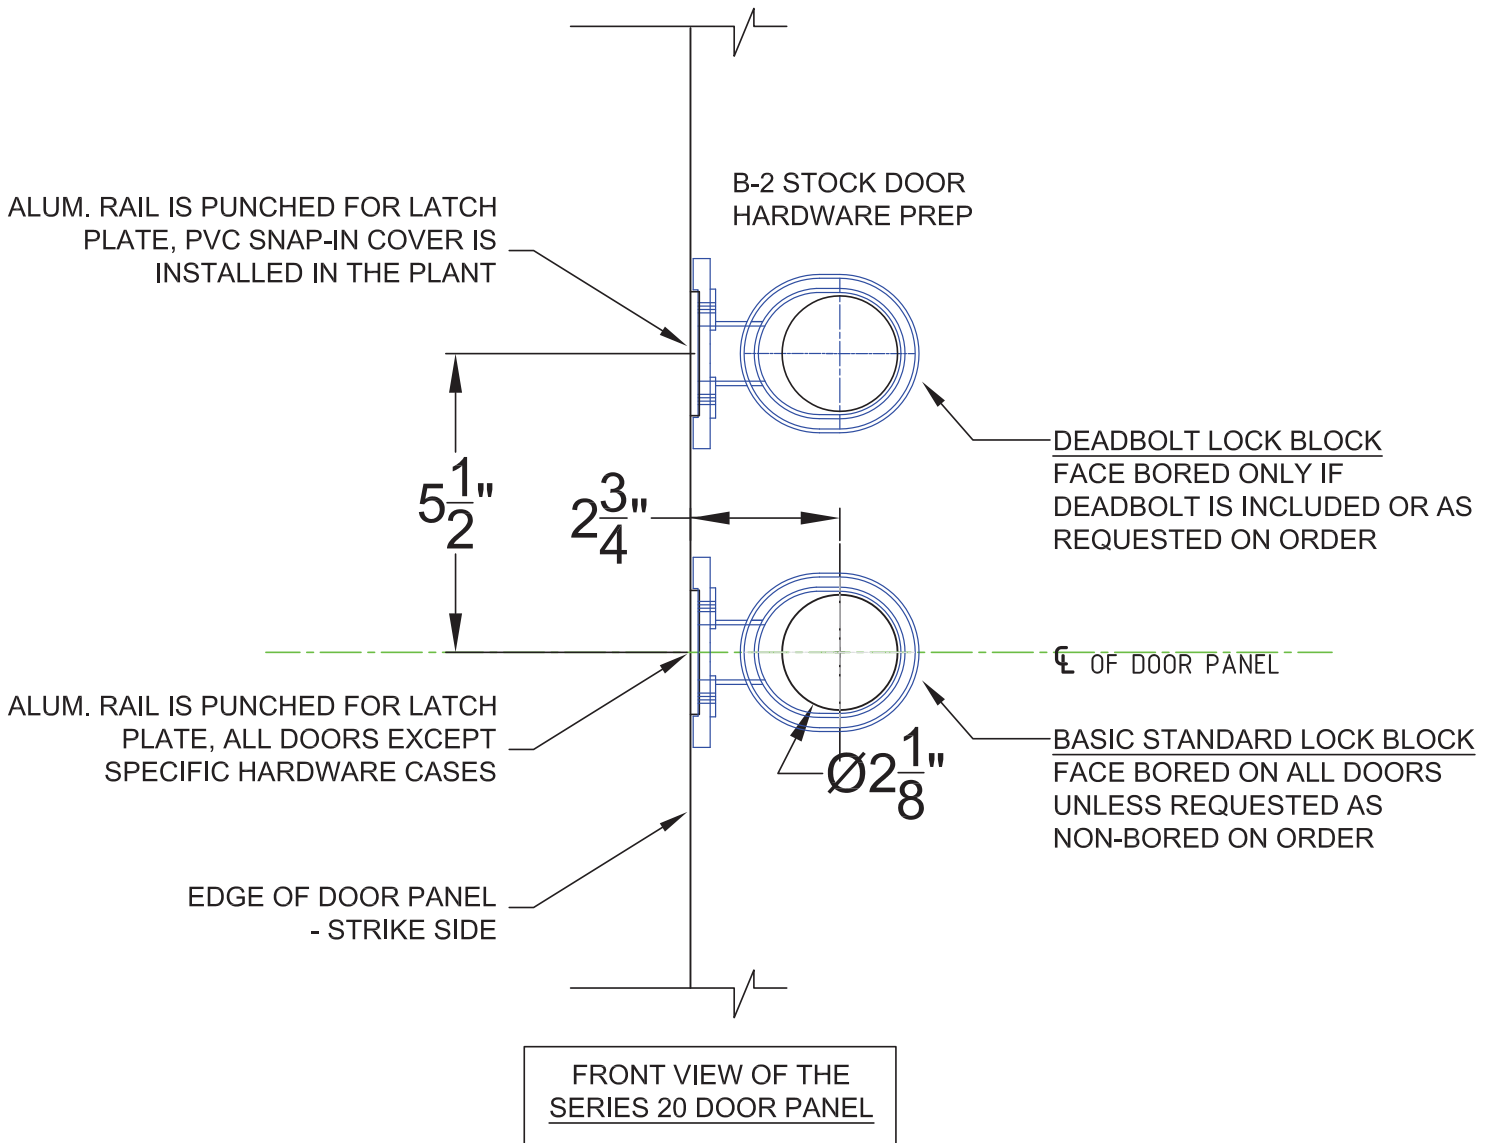 B-2 STOCK DOOR
HARDWARE PREP
ALUM. RAIL IS PUNCHED FOR LATCH
PLATE, PVC SNAP-IN COVER IS
INSTALLED IN THE PLANT
DEADBOLT LOCK BLOCK
FACE BORED ONLY IF
DEADBOLT IS INCLUDED OR AS
REQUESTED ON ORDER
5 1/2"
2 3/4"
℄ OF DOOR PANEL
ALUM. RAIL IS PUNCHED FOR LATCH
PLATE, ALL DOORS EXCEPT
SPECIFIC HARDWARE CASES
BASIC STANDARD LOCK BLOCK
FACE BORED ON ALL DOORS
UNLESS REQUESTED AS
NON-BORED ON ORDER
Ø2 1/8"
EDGE OF DOOR PANEL
- STRIKE SIDE
FRONT VIEW OF THE
SERIES 20 DOOR PANEL